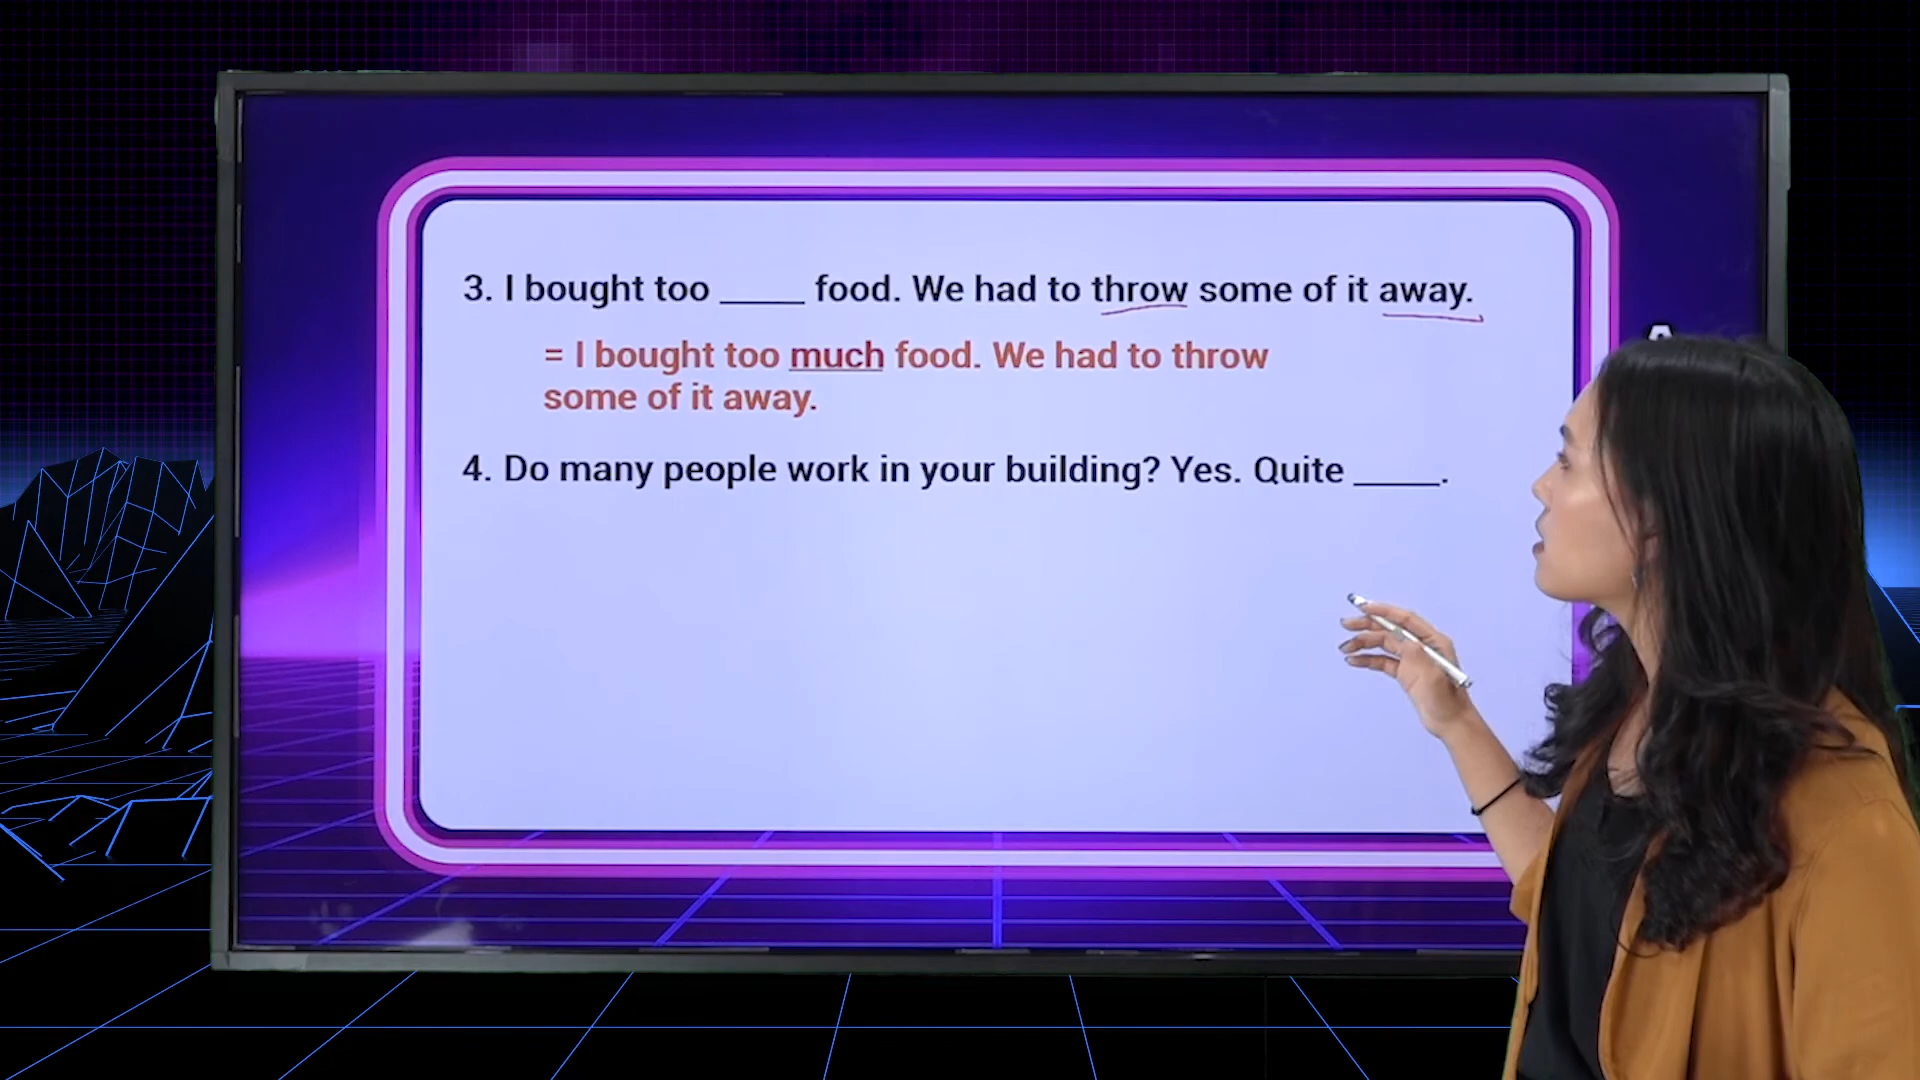 3. I bought too _____ food. We had to throw some of it away.
= I bought too much food. We had to throw
some of it away.
4. Do many people work in your building? Yes. Quite _____.